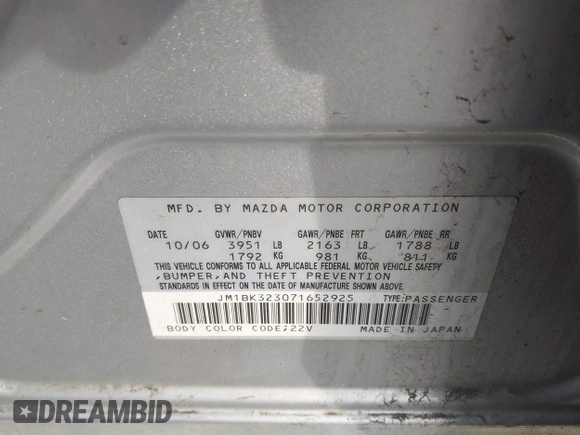 MFD. BY MAZDA MOTOR CORPORATION
DATE GVWR/PNBV GAWR/PNBE FRT GAWR/PNBE RR
10/06 3951 LB 2163 LB 1788 LB
1792 KG 981 KG 811 KG
THIS VEHICLE CONFORMS TO ALL APPLICABLE FEDERAL MOTOR VEHICLE SAFETY,
BUMPER, AND THEFT PREVENTION
STANDARDS IN EFFECT ON THE DATE OF MANUFACTURE SHOWN ABOVE.
JM1BK323071652925 TYPE:PASSENGER
BODY COLOR CODE:22V MADE IN JAPAN
DREAMBID